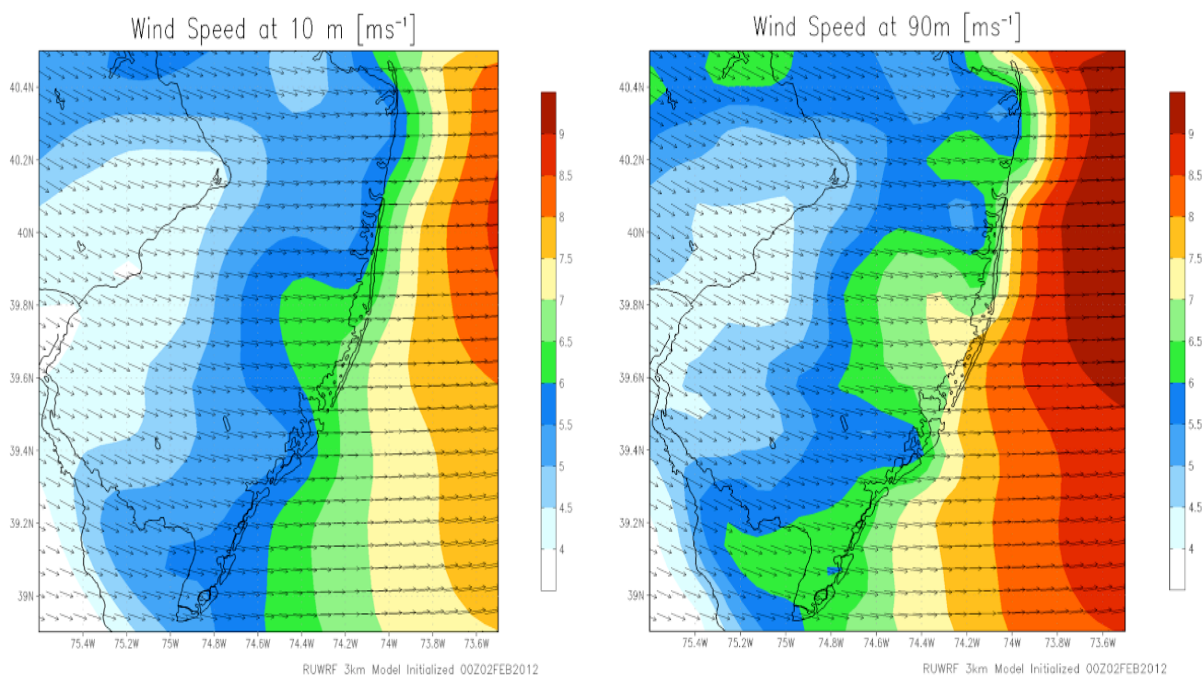 Wind Speed at 10 m [ms⁻¹]
40.4N
40.2N
40N
39.8N
39.6N
39.4N
39.2N
39N
75.4W 75.2W 75W 74.8W 74.6W 74.4W 74.2W 74W 73.8W 73.6W
9
8.5
8
7.5
7
6.5
6
5.5
5
4.5
4
RUWRF 3km Model Initialized 00Z02FEB2012
Wind Speed at 90m [ms⁻¹]
40.4N
40.2N
40N
39.8N
39.6N
39.4N
39.2N
39N
75.4W 75.2W 75W 74.8W 74.6W 74.4W 74.2W 74W 73.8W 73.6W
9
8.5
8
7.5
7
6.5
6
5.5
5
4.5
4
RUWRF 3km Model Initialized 00Z02FEB2012